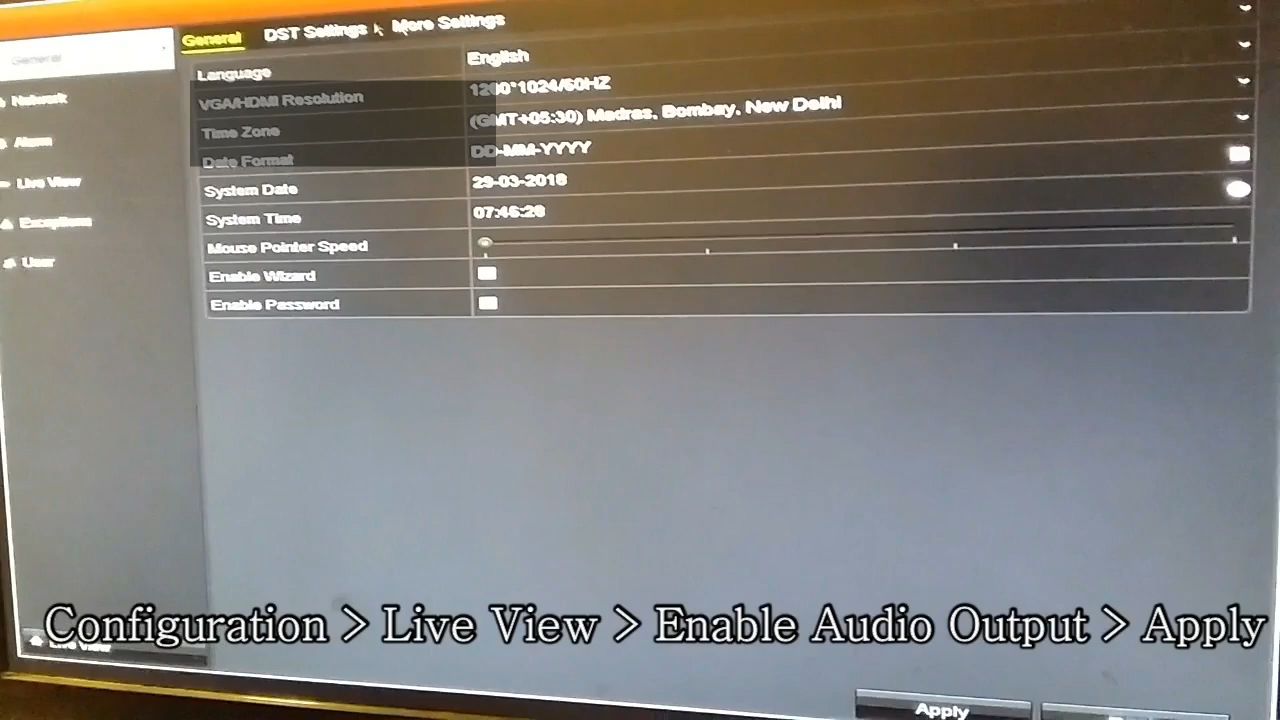 General DST Settings More Settings
General
Network
Alarm
Live View
Exceptions
User
Language English
VGA/HDMI Resolution 1280*1024/60HZ
Time Zone (GMT+05:30) Madras, Bombay, New Delhi
Date Format DD-MM-YYYY
System Date 29-03-2018
System Time 07:46:28
Mouse Pointer Speed
Enable Wizard
Enable Password
Configuration > Live View > Enable Audio Output > Apply
Live View
Apply